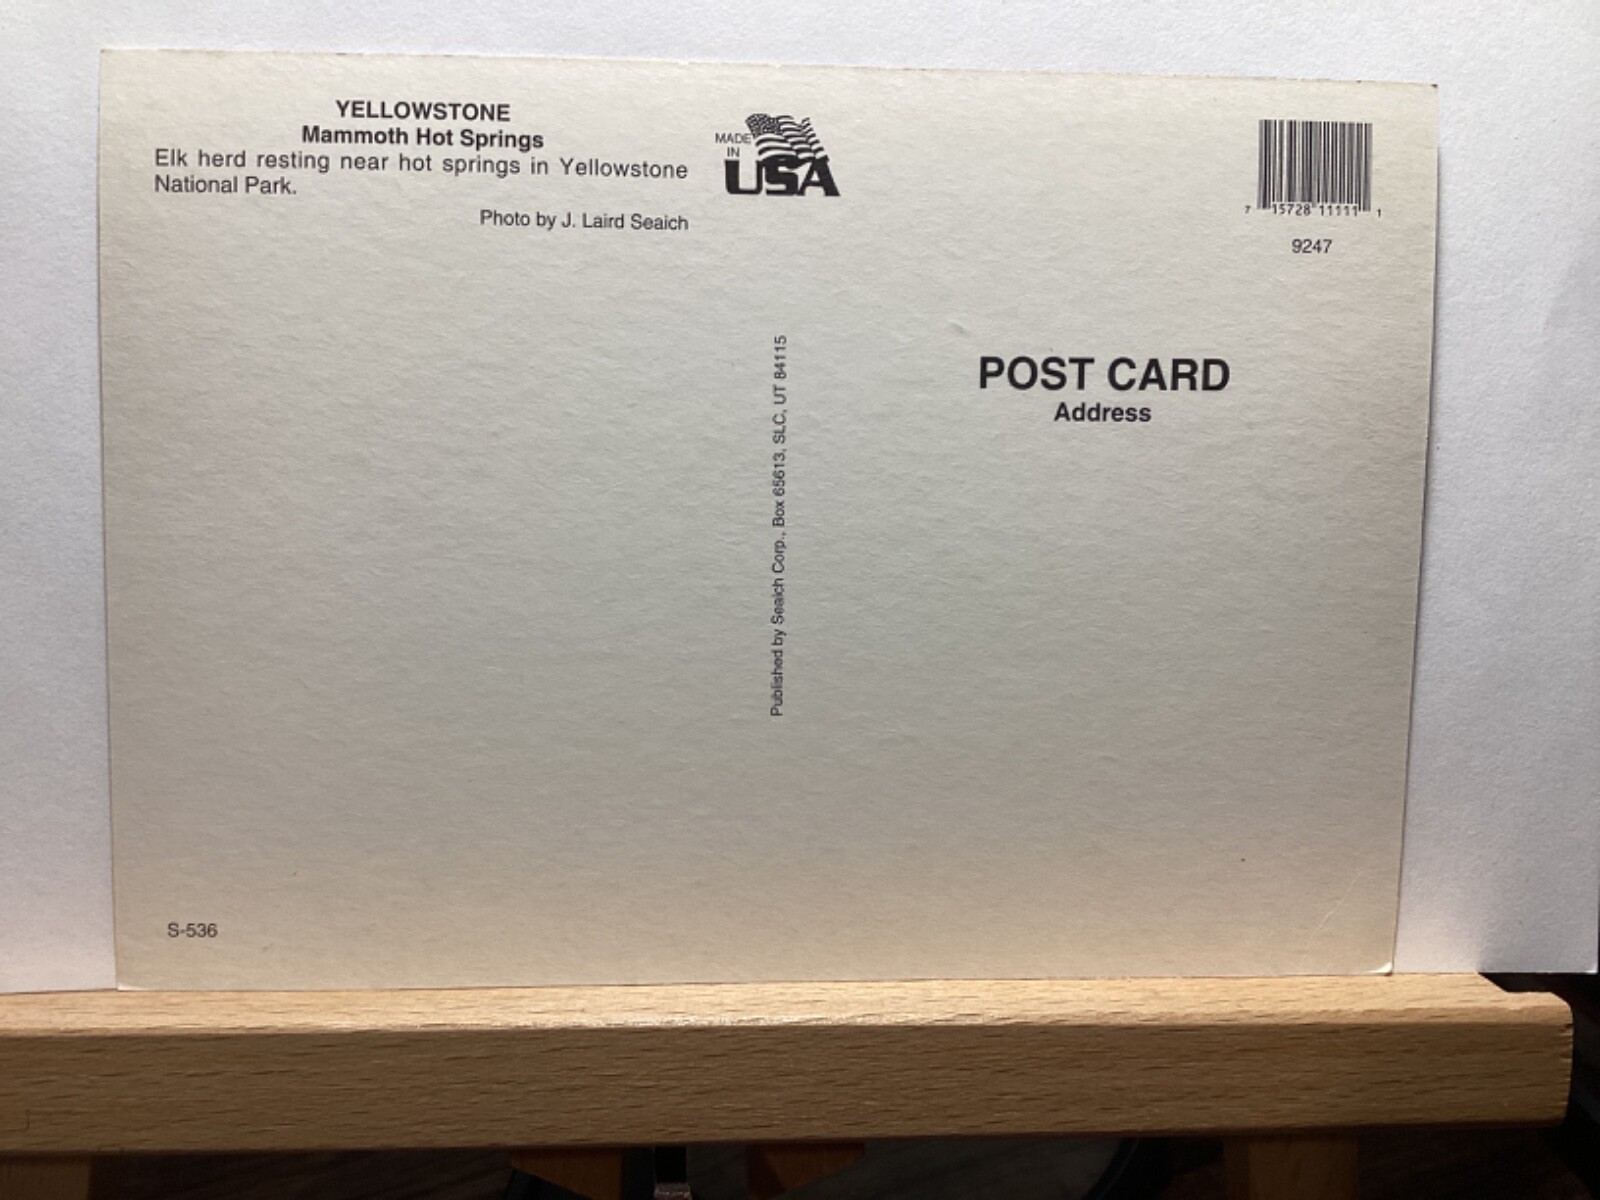 YELLOWSTONE
Mammoth Hot Springs
Elk herd resting near hot springs in Yellowstone
National Park.
Photo by J. Laird Seaich
MADE
IN
USA
7 15728 11111 1
9247
Published by Seaich Corp., Box 65613, SLC, UT 84115
POST CARD
Address
S-536